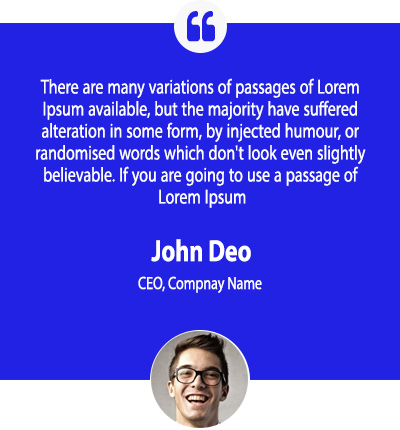 There are many variations of passages of Lorem
Ipsum available, but the majority have suffered
alteration in some form, by injected humour, or
randomised words which don't look even slightly
believable. If you are going to use a passage of
Lorem Ipsum
John Deo
CEO, Compnay Name